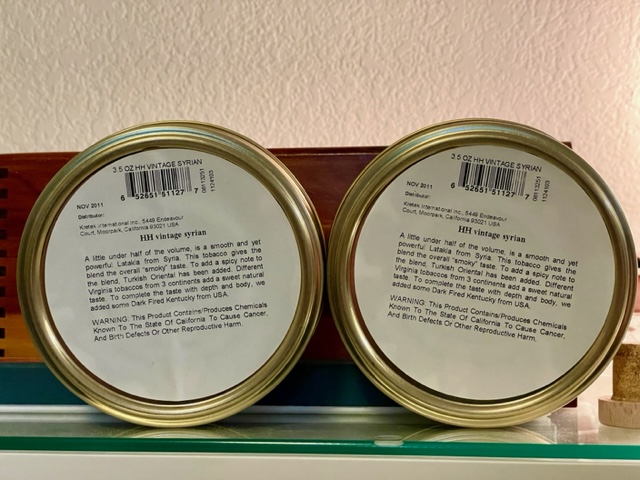 3.5 OZ HH VINTAGE SYRIAN
6 52651 51127 7
08113251
1124103
NOV 2011
Distributor:
Kretek International Inc., 5449 Endeavour
Court, Moorpark, California 93021 USA
HH vintage syrian
A little under half of the volume, is a smooth and yet
powerful Latakia from Syria. This tobacco gives the
blend the overall "smoky" taste. To add a spicy note to
the blend, Turkish Oriental has been added. Different
Virginia tobaccos from 3 continents add a sweet natural
taste. To complete the taste with depth and body, we
added some Dark Fired Kentucky from USA.
WARNING: This Product Contains/Produces Chemicals
Known To The State Of California To Cause Cancer,
And Birth Defects Or Other Reproductive Harm.
3.5 OZ HH VINTAGE SYRIAN
6 52651 51127 7
08113251
1124103
NOV 2011
Distributor:
Kretek International Inc., 5449 Endeavour
Court, Moorpark, California 93021 USA
HH vintage syrian
A little under half of the volume, is a smooth and yet
powerful Latakia from Syria. This tobacco gives the
blend the overall "smoky" taste. To add a spicy note to
the blend, Turkish Oriental has been added. Different
Virginia tobaccos from 3 continents add a sweet natural
taste. To complete the taste with depth and body, we
added some Dark Fired Kentucky from USA.
WARNING: This Product Contains/Produces Chemicals
Known To The State Of California To Cause Cancer,
And Birth Defects Or Other Reproductive Harm.